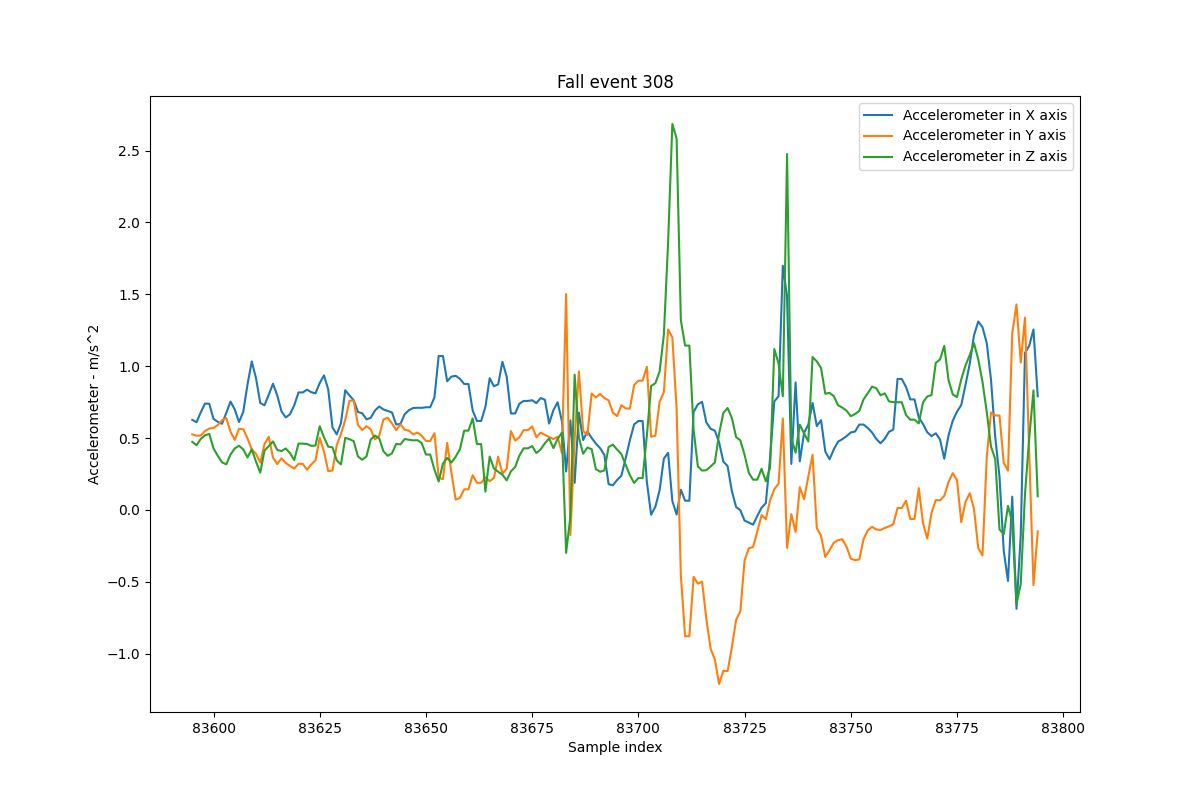 Fall event 308
Accelerometer in X axis
Accelerometer in Y axis
Accelerometer in Z axis
Accelerometer - m/s^2
2.5
2.0
1.5
1.0
0.5
0.0
−0.5
−1.0
83600 83625 83650 83675 83700 83725 83750 83775 83800
Sample index